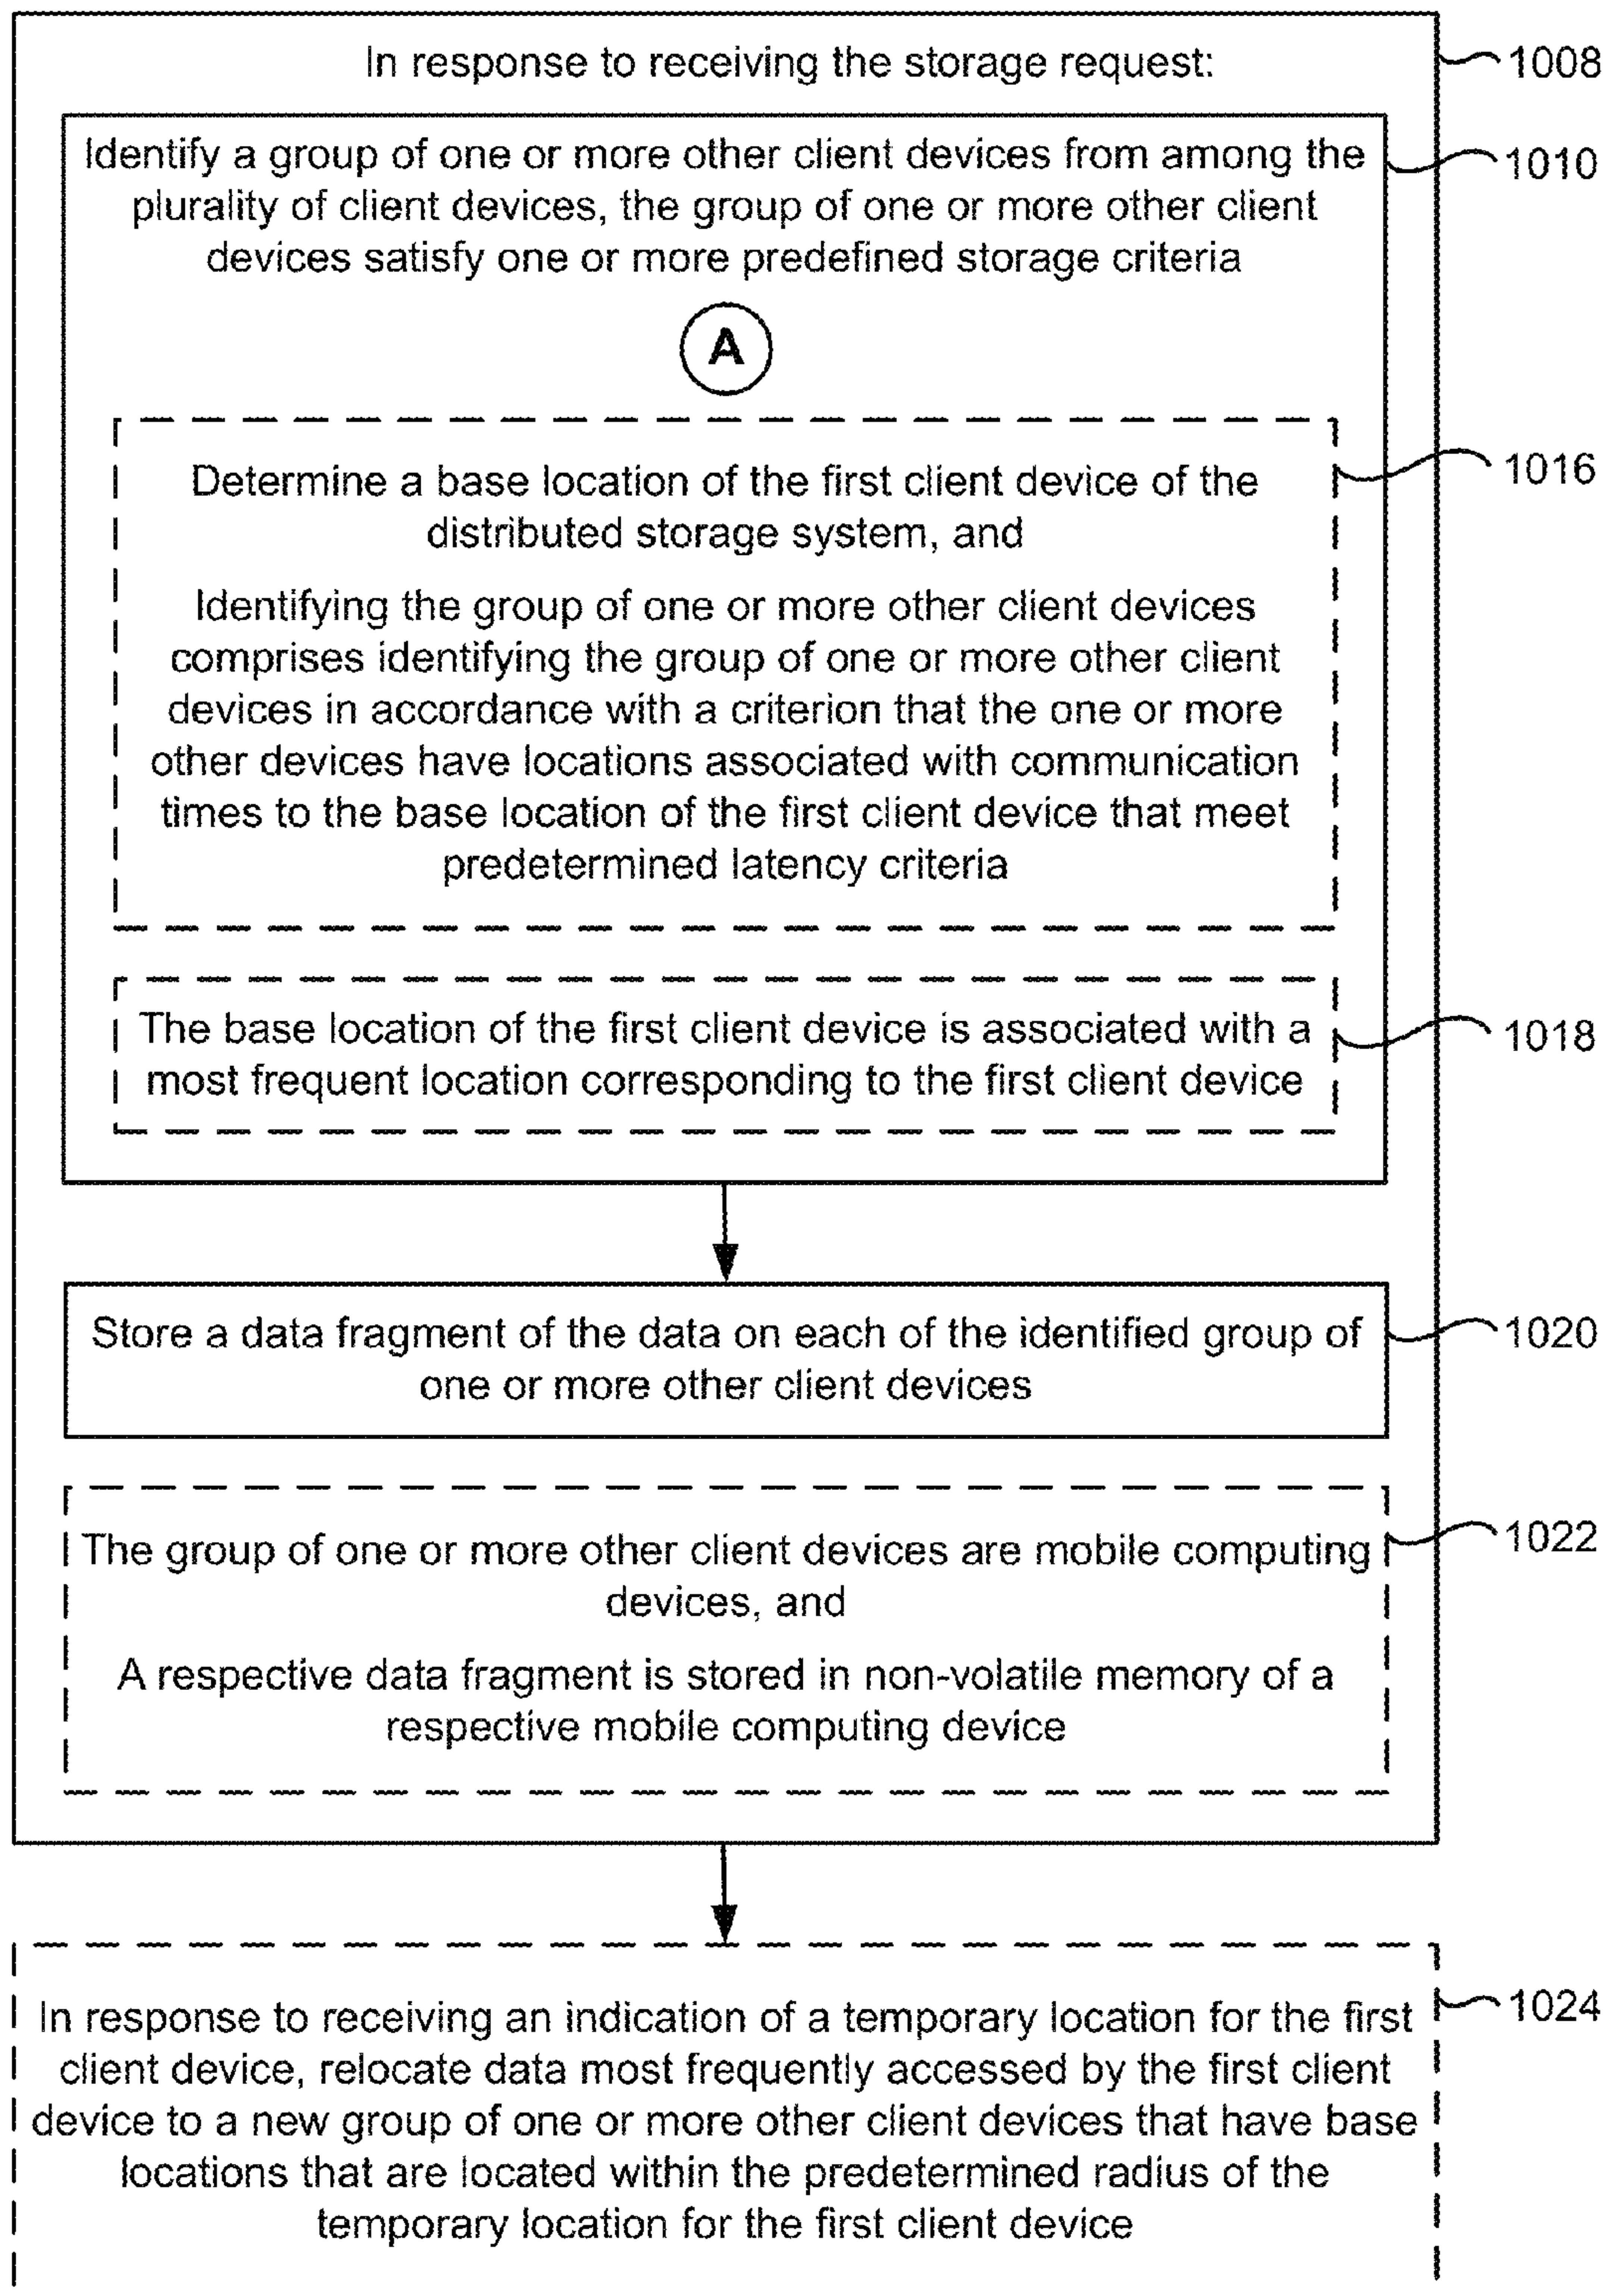 In response to receiving the storage request:
1008
Identify a group of one or more other client devices from among the
plurality of client devices, the group of one or more other client
devices satisfy one or more predefined storage criteria
1010
A
Determine a base location of the first client device of the
distributed storage system, and
1016
Identifying the group of one or more other client devices
comprises identifying the group of one or more other client
devices in accordance with a criterion that the one or more
other devices have locations associated with communication
times to the base location of the first client device that meet
predetermined latency criteria
The base location of the first client device is associated with a
most frequent location corresponding to the first client device
1018
Store a data fragment of the data on each of the identified group of
one or more other client devices
1020
The group of one or more other client devices are mobile computing
devices, and
1022
A respective data fragment is stored in non-volatile memory of a
respective mobile computing device
In response to receiving an indication of a temporary location for the first
client device, relocate data most frequently accessed by the first client
device to a new group of one or more other client devices that have base
locations that are located within the predetermined radius of the
temporary location for the first client device
1024